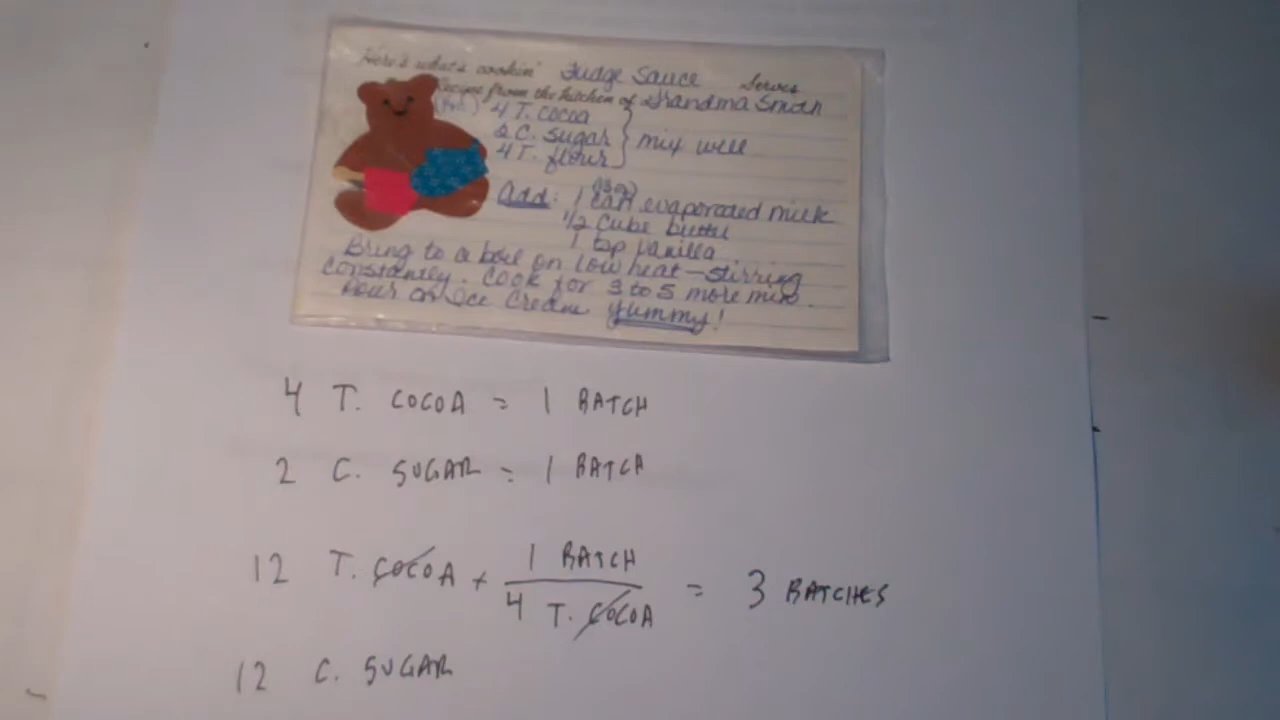 Here's what's cookin' Fudge Sauce Serves
Recipe from the kitchen of Grandma Smith
4 T. cocoa
2 C. sugar } mix well
4 T. flour
Add: 1 can evaporated milk
1/2 cube butter
1 tsp vanilla
Bring to a boil on low heat - stirring
constantly. Cook for 3 to 5 more min.
Pour on Ice Cream Yummy!
4 T. COCOA = 1 BATCH
2 C. SUGAR = 1 BATCH
12 T. COCOA × 1 BATCH / 4 T. COCOA = 3 BATCHES
12 C. SUGAR